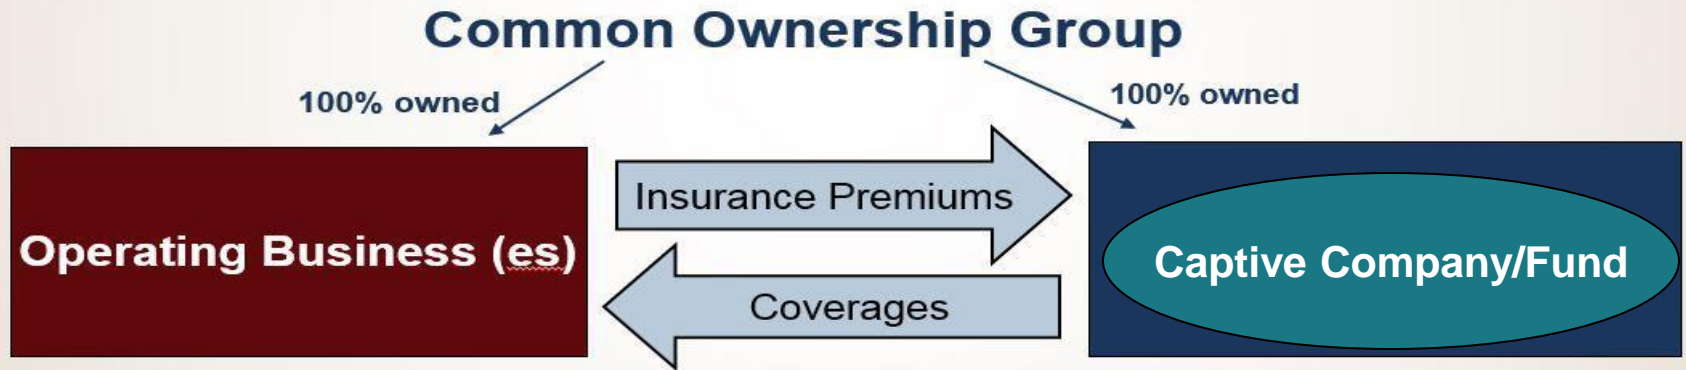 Common Ownership Group
100% owned
100% owned
Insurance Premiums
Operating Business (es)
Captive Company/Fund
Coverages